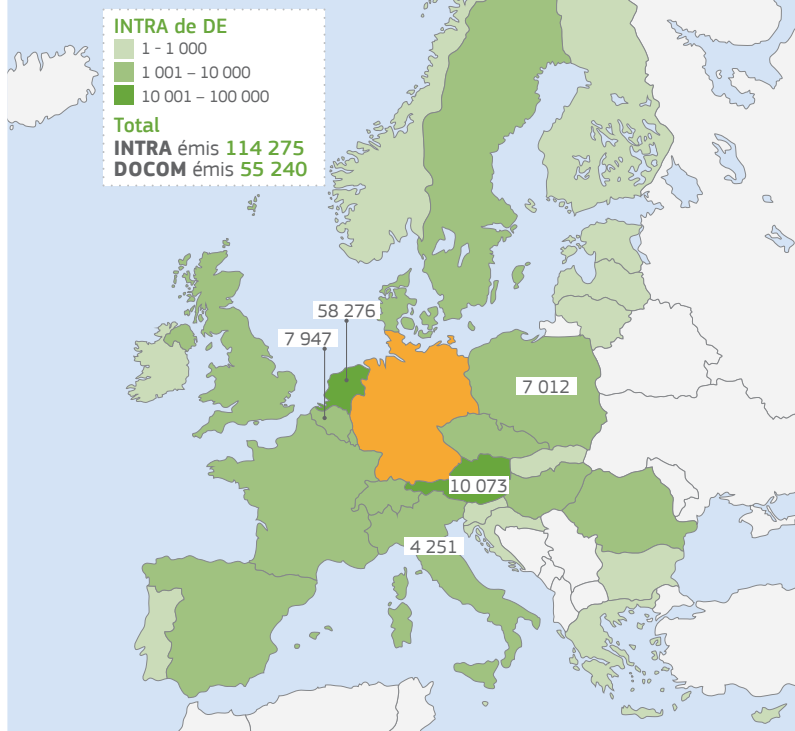 INTRA de DE
1 - 1 000
1 001 – 10 000
10 001 – 100 000
Total
INTRA émis 114 275
DOCOM émis 55 240
58 276
7 947
7 012
10 073
4 251